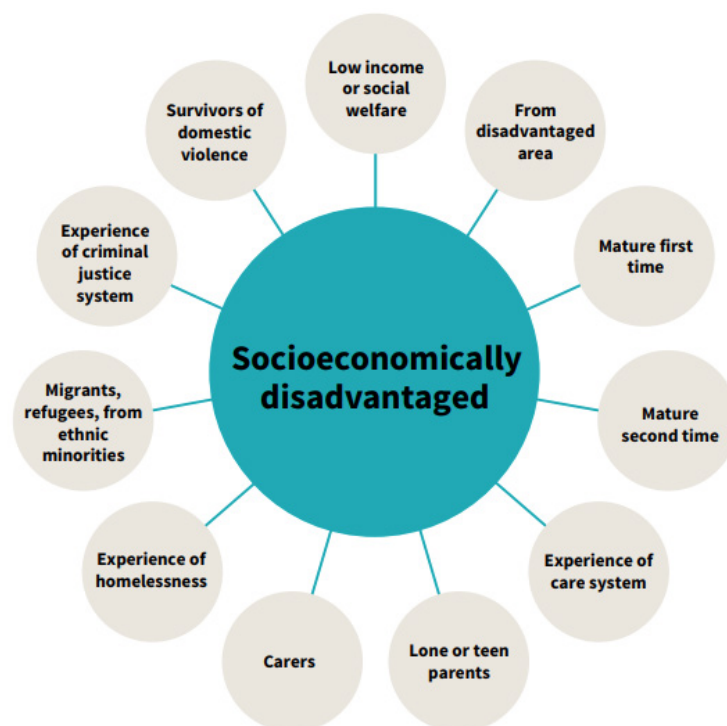 Low income
or social
welfare
From
disadvantaged
area
Mature first
time
Mature
second time
Experience of
care system
Lone or teen
parents
Carers
Experience of
homelessness
Migrants,
refugees, from
ethnic
minorities
Experience
of criminal
justice
system
Survivors of
domestic
violence
Socioeconomically
disadvantaged